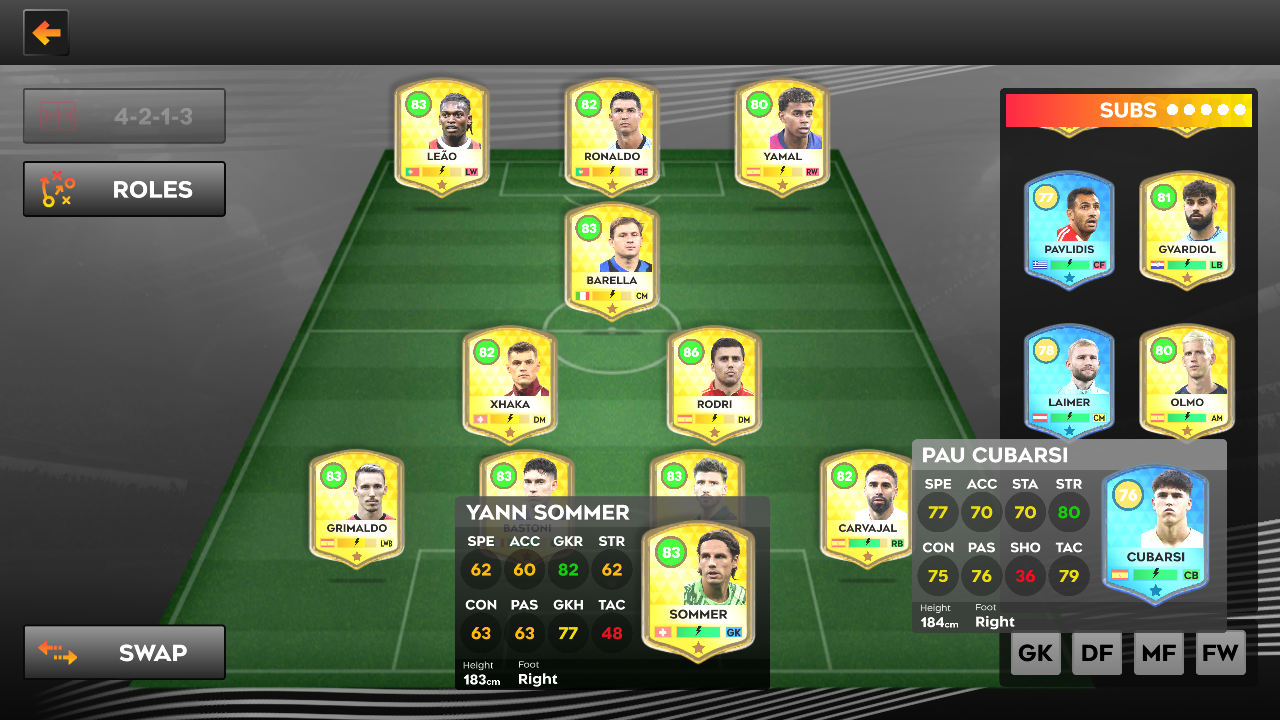 4-2-1-3
ROLES
SUBS
83
LEÃO
LW
82
RONALDO
CF
80
YAMAL
RW
83
BARELLA
CM
82
XHAKA
DM
86
RODRI
DM
83
GRIMALDO
LWB
83
BASTONI
83
82
CARVAJAL
RB
77
PAVLIDIS
CF
81
GVARDIOL
LB
78
LAIMER
CM
80
OLMO
AM
YANN SOMMER
SPE ACC GKR STR
62 60 82 62
CON PAS GKH TAC
63 63 77 48
Height Foot
183cm Right
83
SOMMER
GK
PAU CUBARSI
SPE ACC STA STR
77 70 70 80
CON PAS SHO TAC
75 76 36 79
Height Foot
184cm Right
76
CUBARSI
CB
SWAP
GK DF MF FW